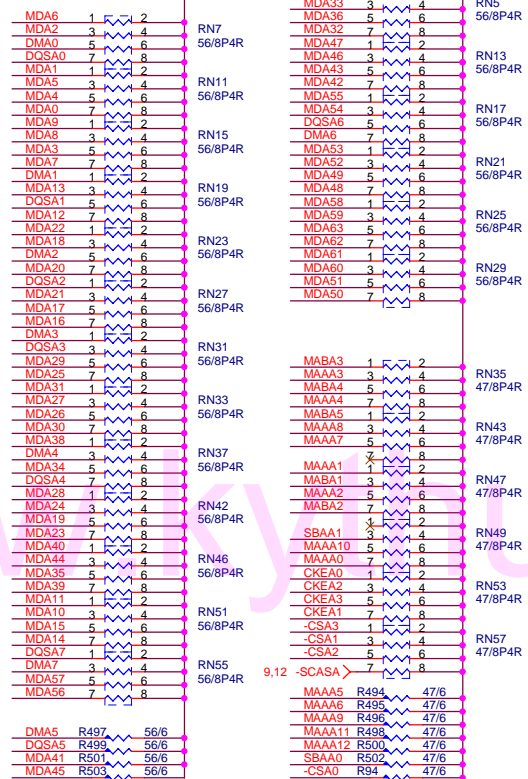 MDA6 1 2
MDA2 3 4 RN7
DMA0 5 6 56/8P4R
DQSA0 7 8
MDA1 1 2
MDA5 3 4 RN11
MDA4 5 6 56/8P4R
MDA0 7 8
MDA9 1 2
MDA8 3 4 RN15
MDA3 5 6 56/8P4R
MDA7 7 8
DMA1 1 2
MDA13 3 4 RN19
DQSA1 5 6 56/8P4R
MDA12 7 8
MDA22 1 2
MDA18 3 4 RN23
DMA2 5 6 56/8P4R
MDA20 7 8
DQSA2 1 2
MDA21 3 4 RN27
MDA17 5 6 56/8P4R
MDA16 7 8
DMA3 1 2
DQSA3 3 4 RN31
MDA29 5 6 56/8P4R
MDA25 7 8
MDA31 1 2
MDA27 3 4 RN33
MDA26 5 6 56/8P4R
MDA30 7 8
MDA38 1 2
DMA4 3 4 RN37
MDA34 5 6 56/8P4R
DQSA4 7 8
MDA28 1 2
MDA24 3 4 RN42
MDA19 5 6 56/8P4R
MDA23 7 8
MDA40 1 2
MDA44 3 4 RN46
MDA35 5 6 56/8P4R
MDA39 7 8
MDA11 1 2
MDA10 3 4 RN51
MDA15 5 6 56/8P4R
MDA14 7 8
DQSA7 1 2
DMA7 3 4 RN55
MDA57 5 6 56/8P4R
MDA56 7 8
DMA5 R497 56/6
DQSA5 R499 56/6
MDA41 R501 56/6
MDA45 R503 56/6
MDA33 3 4 RN5
MDA36 5 6 56/8P4R
MDA32 7 8
MDA47 1 2
MDA46 3 4 RN13
MDA43 5 6 56/8P4R
MDA42 7 8
MDA55 1 2
MDA54 3 4 RN17
DQSA6 5 6 56/8P4R
DMA6 7 8
MDA53 1 2
MDA52 3 4 RN21
MDA49 5 6 56/8P4R
MDA48 7 8
MDA58 1 2
MDA59 3 4 RN25
MDA63 5 6 56/8P4R
MDA62 7 8
MDA61 1 2
MDA60 3 4 RN29
MDA51 5 6 56/8P4R
MDA50 7 8
MABA3 1 2
MAAA3 3 4 RN35
MABA4 5 6 47/8P4R
MAAA4 7 8
MABA5 1 2
MAAA8 3 4 RN43
MAAA7 5 6 47/8P4R
7 8
MAAA1 1 2
MABA1 3 4 RN47
MAAA2 5 6 47/8P4R
MABA2 7 8
1 2
SBAA1 3 4 RN49
MAAA10 5 6 47/8P4R
MAAA0 7 8
CKEA0 1 2
CKEA2 3 4 RN53
CKEA3 5 6 47/8P4R
CKEA1 7 8
-CSA3 1 2
-CSA1 3 4 RN57
-CSA2 5 6 47/8P4R
9,12 -SCASA 7 8
MAAA5 R494 47/6
MAAA6 R495 47/6
MAAA9 R496 47/6
MAAA11 R498 47/6
MAAA12 R500 47/6
SBAA0 R502 47/6
-CSA0 R94 47/6